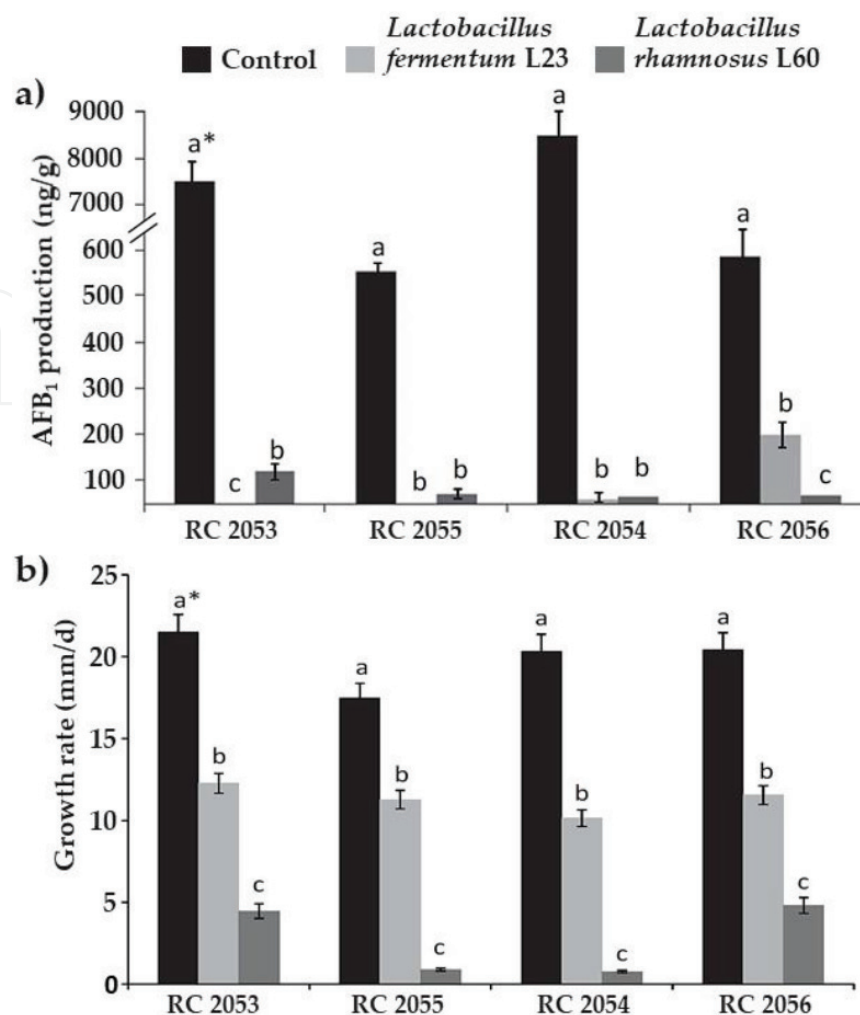 Control
Lactobacillus
fermentum L23
Lactobacillus
rhamnosus L60
a)
AFB₁ production (ng/g)
9000
8000
7000
600
500
400
300
200
100
a*
c
b
a
b
b
a
b
b
a
b
c
RC 2053
RC 2055
RC 2054
RC 2056
b)
Growth rate (mm/d)
25
20
15
10
5
0
a*
b
c
a
b
c
a
b
c
a
b
c
RC 2053
RC 2055
RC 2054
RC 2056